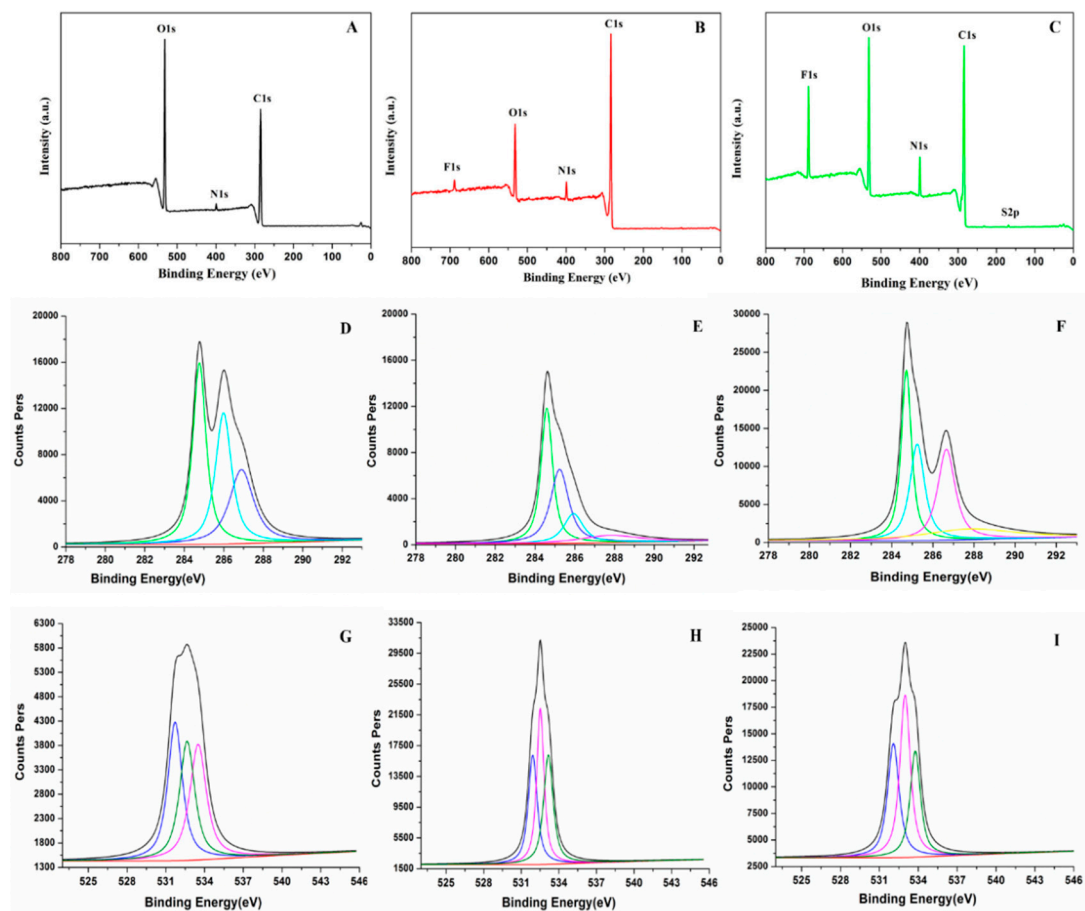 A
O1s
C1s
N1s
Intensity (a.u.)
800 700 600 500 400 300 200 100 0
Binding Energy (eV)
B
C1s
O1s
F1s
N1s
Intensity (a.u.)
800 700 600 500 400 300 200 100 0
Binding Energy (eV)
C
O1s
C1s
F1s
N1s
S2p
Intensity (a.u.)
800 700 600 500 400 300 200 100 0
Binding Energy (eV)
D
20000
16000
12000
8000
4000
0
Counts Pers
278 280 282 284 286 288 290 292
Binding Energy(eV)
E
20000
16000
12000
8000
4000
0
Counts Pers
278 280 282 284 286 288 290 292
Binding Energy(eV)
F
30000
25000
20000
15000
10000
5000
0
Counts Pers
278 280 282 284 286 288 290 292
Binding Energy(eV)
G
6300
5800
5300
4800
4300
3800
3300
2800
2300
1800
1300
Counts Pers
525 528 531 534 537 540 543 546
Binding Energy(eV)
H
33500
29500
25500
21500
17500
13500
9500
5500
1500
Counts Pers
525 528 531 534 537 540 543 546
Binding Energy(eV)
I
25000
22500
20000
17500
15000
12500
10000
7500
5000
2500
Counts Pers
525 528 531 534 537 540 543 546
Binding Energy(eV)